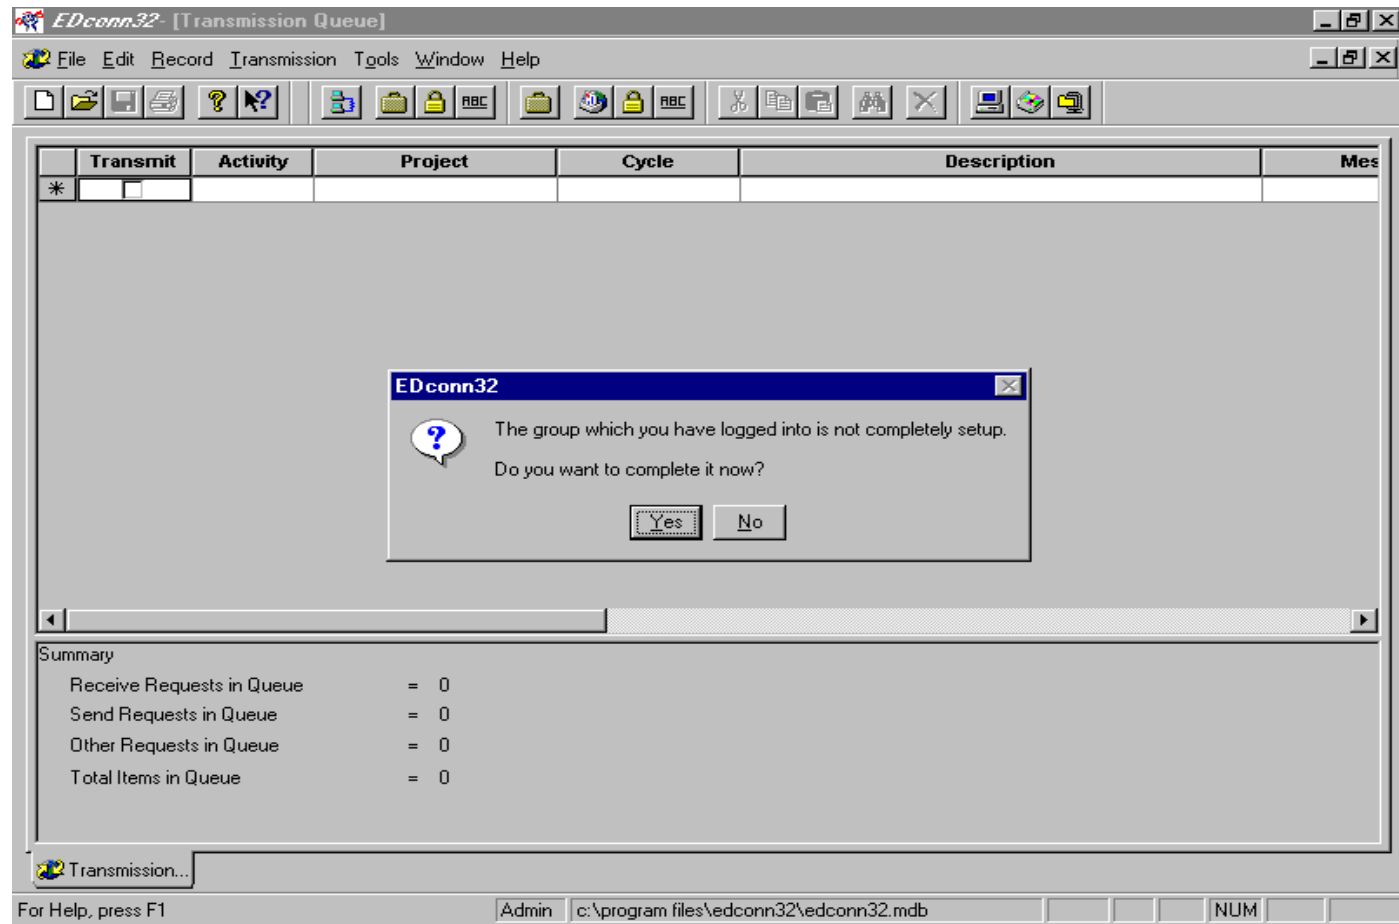 EDconn32- [Transmission Queue]
File Edit Record Transmission Tools Window Help
ABC ABC
Transmit Activity Project Cycle Description Mes
EDconn32
The group which you have logged into is not completely setup.
Do you want to complete it now?
Yes No
Summary
Receive Requests in Queue = 0
Send Requests in Queue = 0
Other Requests in Queue = 0
Total Items in Queue = 0
Transmission...
For Help, press F1 Admin c:\program files\edconn32\edconn32.mdb NUM